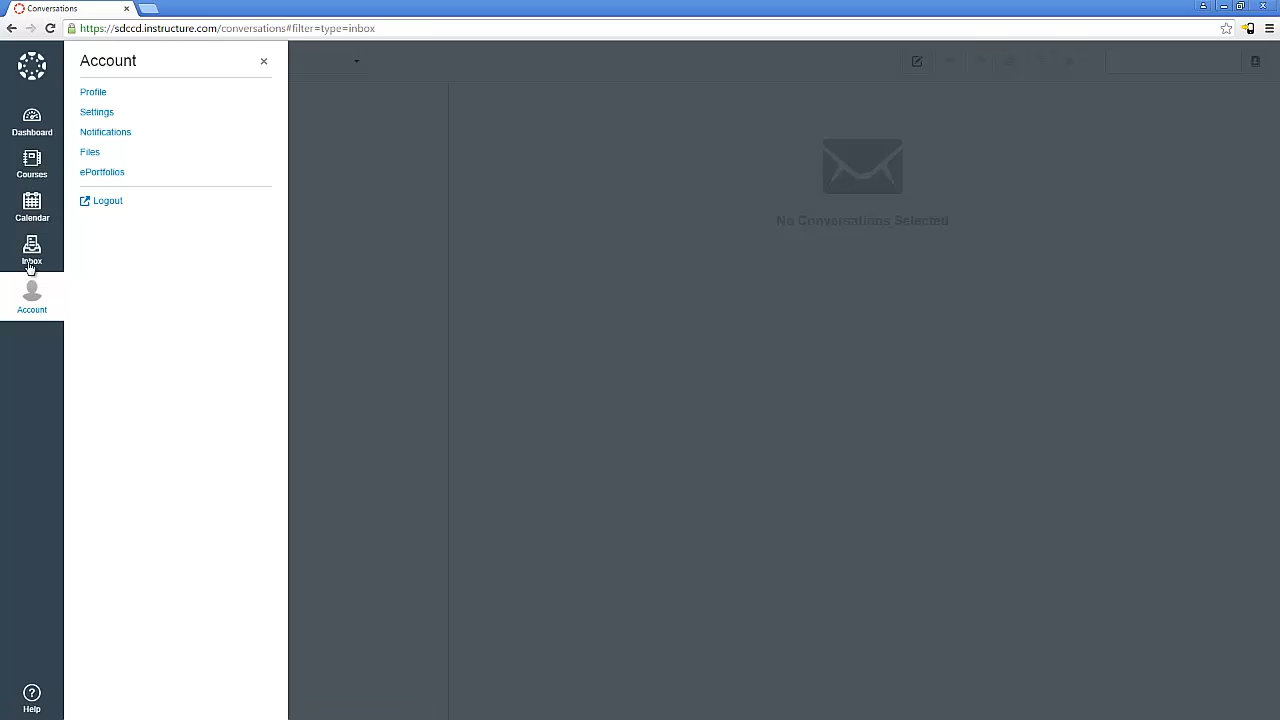 Conversations
https://sdccd.instructure.com/conversations#filter=type=inbox
Account
Profile
Settings
Notifications
Files
ePortfolios
Logout
Dashboard
Courses
Calendar
Inbox
Account
Help
No Conversations Selected